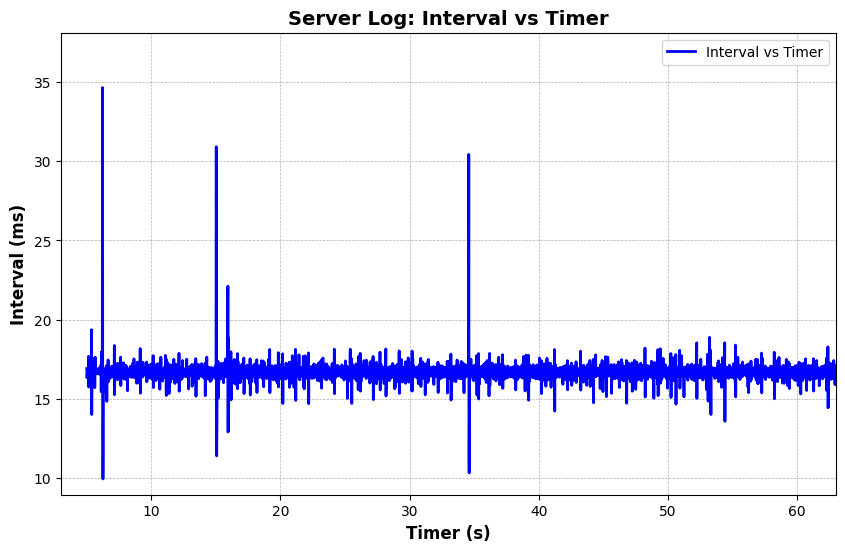 Server Log: Interval vs Timer
Interval vs Timer
35
30
25
20
15
10
Interval (ms)
10 20 30 40 50 60
Timer (s)